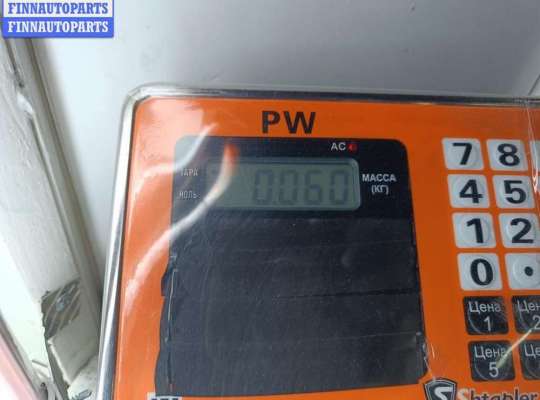 FINNAUTOPARTS
FINNAUTOPARTS
PW
AC
ТАРА
НОЛЬ
0.060
МАССА
(КГ)
7 8
4 5
1 2
0 .
Цена 1
Цена 5
Shtapler